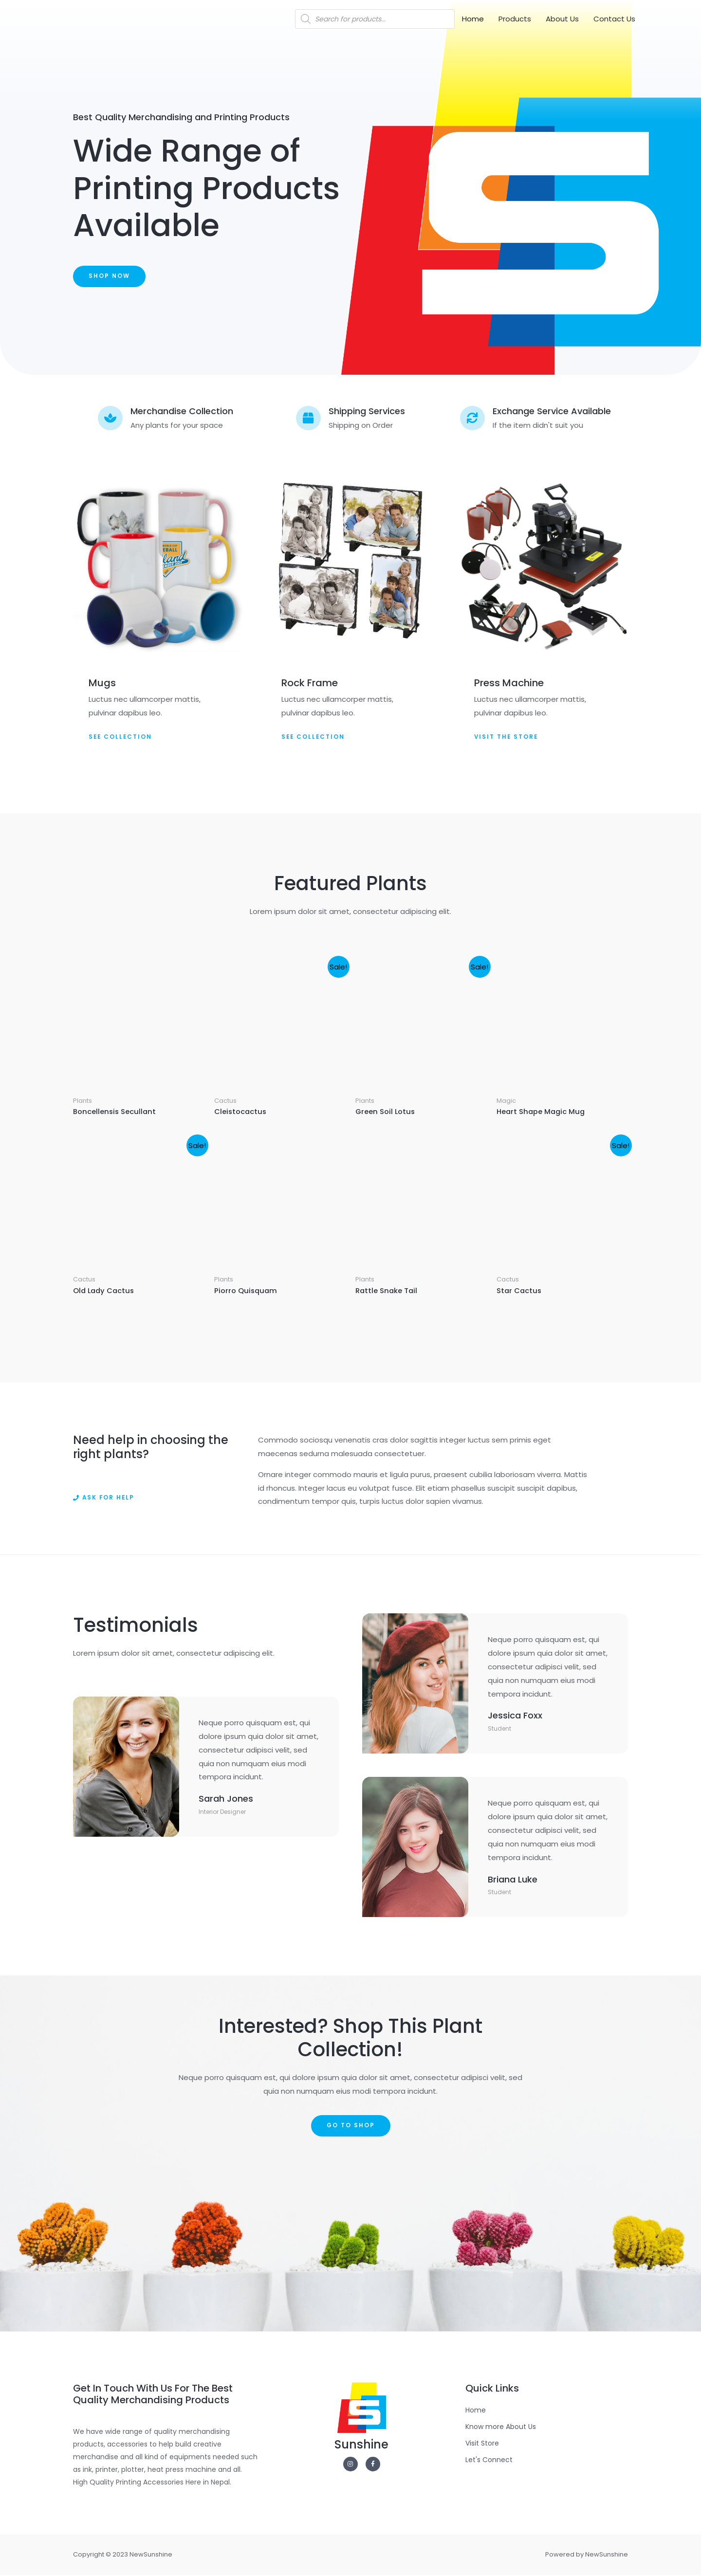 Search for products...
Home
Products
About Us
Contact Us
Best Quality Merchandising and Printing Products
Wide Range of
Printing Products
Available
SHOP NOW
S
Merchandise Collection
Any plants for your space
Shipping Services
Shipping on Order
Exchange Service Available
If the item didn't suit you
Mugs
Luctus nec ullamcorper mattis,
pulvinar dapibus leo.
SEE COLLECTION
Rock Frame
Luctus nec ullamcorper mattis,
pulvinar dapibus leo.
SEE COLLECTION
Press Machine
Luctus nec ullamcorper mattis,
pulvinar dapibus leo.
VISIT THE STORE
Featured Plants
Lorem ipsum dolor sit amet, consectetur adipiscing elit.
Plants
Boncellensis Secullant
Sale!
Cactus
Cleistocactus
Sale!
Plants
Green Soil Lotus
Magic
Heart Shape Magic Mug
Sale!
Cactus
Old Lady Cactus
Plants
Piorro Quisquam
Plants
Rattle Snake Tail
Sale!
Cactus
Star Cactus
Need help in choosing the
right plants?
ASK FOR HELP
Commodo sociosqu venenatis cras dolor sagittis integer luctus sem primis eget
maecenas seduma malesuada consectetuer.
Ornare integer commodo mauris et ligula purus, praesent cubilia laboriosam viverra. Mattis
id rhoncus. Integer lacus eu volutpat fusce. Elit etiam phasellus suscipit suscipit dapibus,
condimentum tempor quis, turpis luctus dolor sapien vivamus.
Testimonials
Lorem ipsum dolor sit amet, consectetur adipiscing elit.
Neque porro quisquam est, qui
dolore ipsum quia dolor sit amet,
consectetur adipisci velit, sed
quia non numquam eius modi
tempora incidunt.
Sarah Jones
Interior Designer
Neque porro quisquam est, qui
dolore ipsum quia dolor sit amet,
consectetur adipisci velit, sed
quia non numquam eius modi
tempora incidunt.
Jessica Foxx
Student
Neque porro quisquam est, qui
dolore ipsum quia dolor sit amet,
consectetur adipisci velit, sed
quia non numquam eius modi
tempora incidunt.
Briana Luke
Student
Interested? Shop This Plant
Collection!
Neque porro quisquam est, qui dolore ipsum quia dolor sit amet, consectetur adipisci velit, sed
quia non numquam eius modi tempora incidunt.
GO TO SHOP
Get In Touch With Us For The Best
Quality Merchandising Products
We have wide range of quality merchandising
products, accessories to help build creative
merchandise and all kind of equipments needed such
as ink, printer, plotter, heat press machine and all.
High Quality Printing Accessories Here in Nepal.
S
Sunshine
Quick Links
Home
Know more About Us
Visit Store
Let's Connect
Copyright © 2023 NewSunshine
Powered by NewSunshine